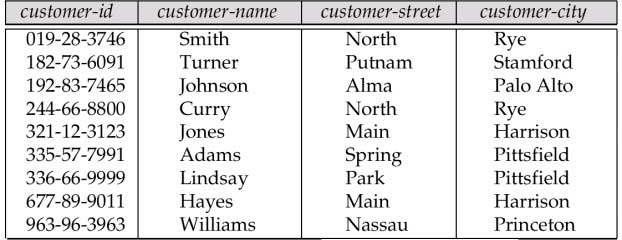 customer-id customer-name customer-street customer-city
019-28-3746 Smith North Rye
182-73-6091 Turner Putnam Stamford
192-83-7465 Johnson Alma Palo Alto
244-66-8800 Curry North Rye
321-12-3123 Jones Main Harrison
335-57-7991 Adams Spring Pittsfield
336-66-9999 Lindsay Park Pittsfield
677-89-9011 Hayes Main Harrison
963-96-3963 Williams Nassau Princeton